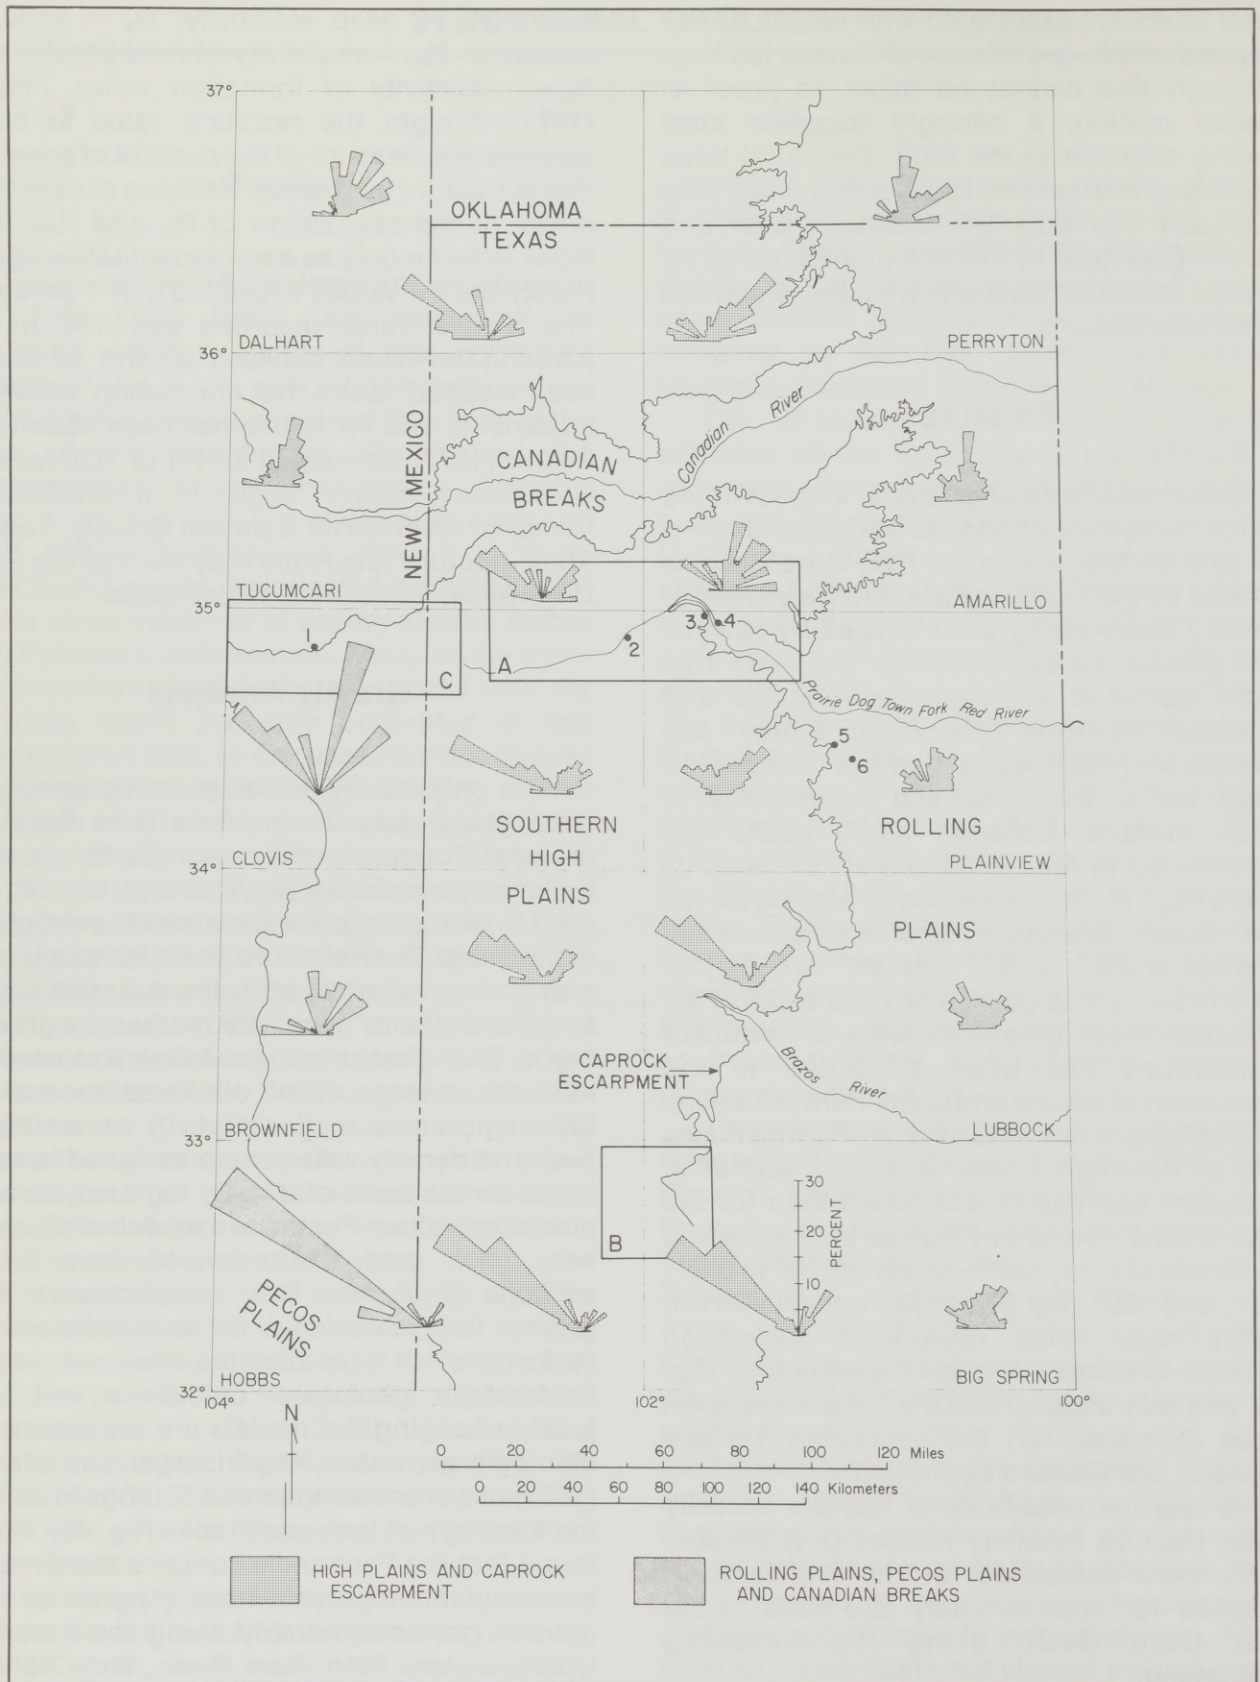 37°
OKLAHOMA
TEXAS
DALHART
PERRYTON
36°
NEW MEXICO
Canadian River
CANADIAN
BREAKS
TUCUMCARI
AMARILLO
35°
1
2
3
4
C
A
Prairie Dog Town Fork Red River
5
6
SOUTHERN
HIGH
PLAINS
ROLLING
PLAINS
CLOVIS
PLAINVIEW
34°
CAPROCK
ESCARPMENT
Brazos River
BROWNFIELD
LUBBOCK
33°
B
30
20
10
0
PERCENT
PECOS
PLAINS
HOBBS
BIG SPRING
32°
104°
102°
100°
N
0 20 40 60 80 100 120 Miles
0 20 40 60 80 100 120 140 Kilometers
HIGH PLAINS AND CAPROCK
ESCARPMENT
ROLLING PLAINS, PECOS PLAINS
AND CANADIAN BREAKS